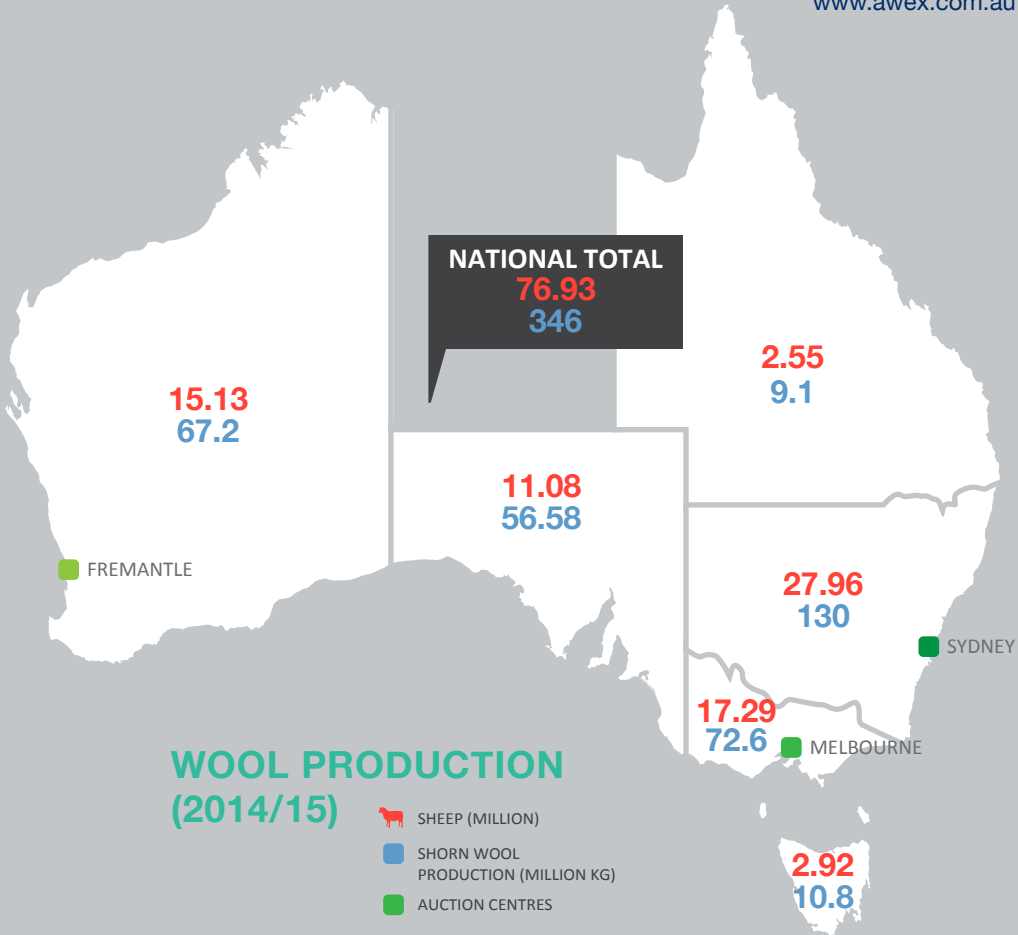 www.awex.com.au
NATIONAL TOTAL
76.93
346
2.55
9.1
15.13
67.2
11.08
56.58
FREMANTLE
27.96
130
SYDNEY
17.29
72.6
MELBOURNE
WOOL PRODUCTION
(2014/15)
SHEEP (MILLION)
SHORN WOOL
PRODUCTION (MILLION KG)
AUCTION CENTRES
2.92
10.8